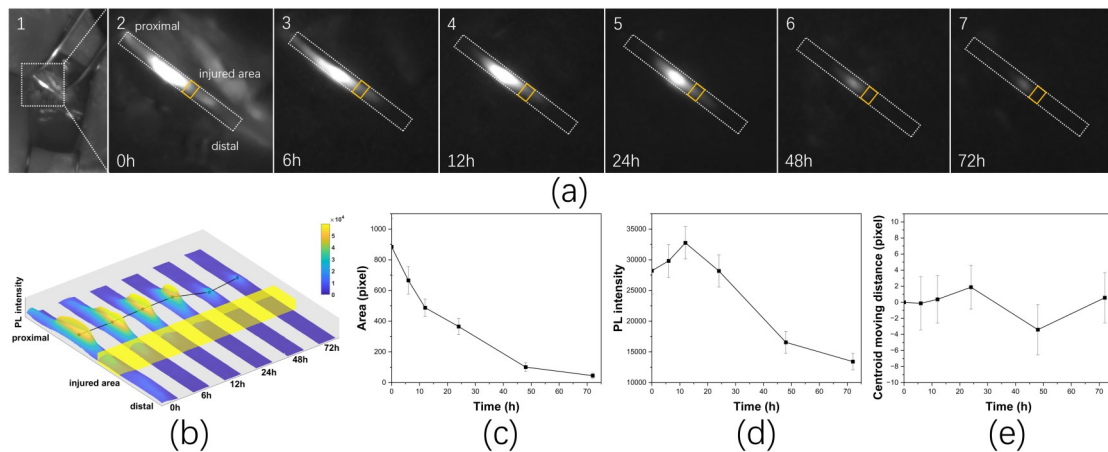 1
2
proximal
injured area
distal
0h
3
6h
4
12h
5
24h
6
48h
7
72h
(a)
×10⁴
6
5
4
3
2
1
0
PL intensity
proximal
injured area
distal
0h
6h
12h
24h
48h
72h
(b)
1000
800
600
400
200
0
Area (pixel)
0 10 20 30 40 50 60 70
Time (h)
(c)
35000
30000
25000
20000
15000
10000
PL intensity
0 10 20 30 40 50 60 70
Time (h)
(d)
10
8
6
4
2
0
-2
-4
-6
-8
-10
Centroid moving distance (pixel)
0 10 20 30 40 50 60 70
Time (h)
(e)